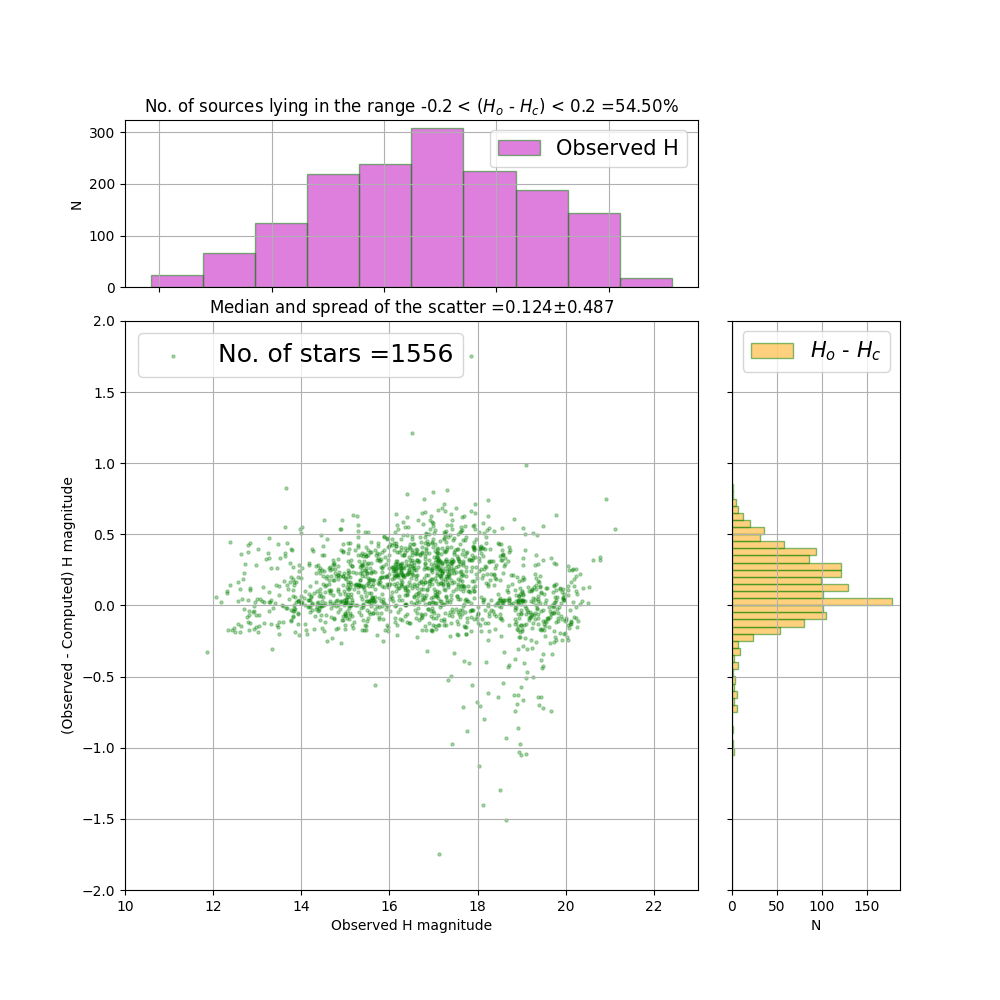 No. of sources lying in the range -0.2 < (Hₒ - H_c) < 0.2 =54.50%
300
200
100
0
N
Observed H
Median and spread of the scatter =0.124±0.487
2.0
1.5
1.0
0.5
0.0
−0.5
−1.0
−1.5
−2.0
(Observed - Computed) H magnitude
No. of stars =1556
10 12 14 16 18 20 22
Observed H magnitude
Hₒ - H_c
0 50 100 150
N